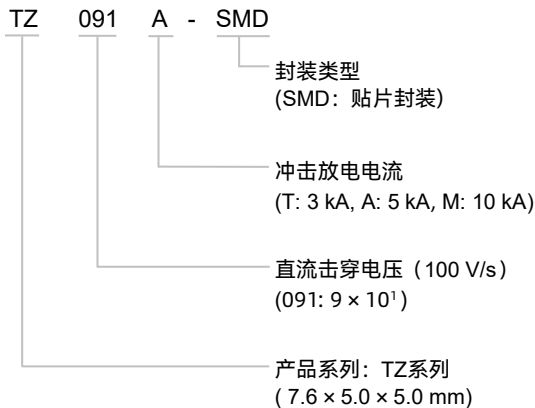 TZ 091 A - SMD
封装类型
(SMD：贴片封装)
冲击放电电流
(T: 3 kA, A: 5 kA, M: 10 kA)
直流击穿电压（100 V/s）
(091: 9 × 10¹)
产品系列：TZ系列
( 7.6 × 5.0 × 5.0 mm)